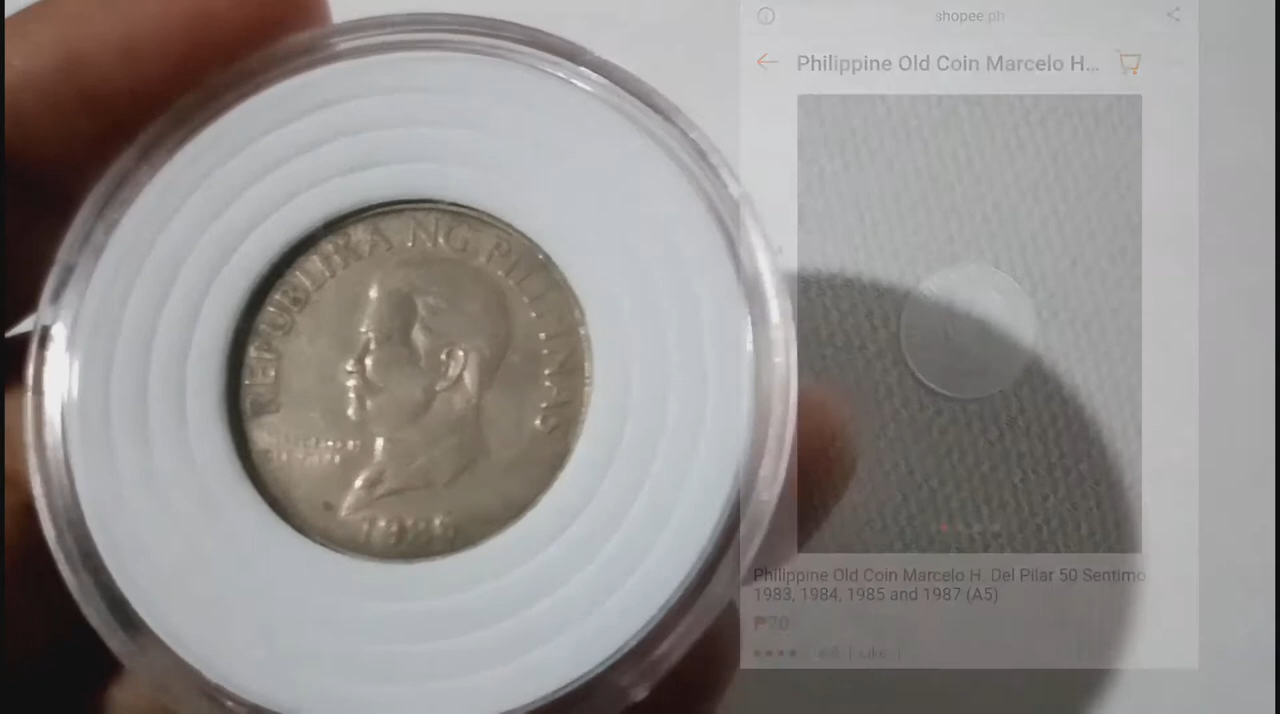 REPUBLIKA NG PILIPINAS
shopee.ph
Philippine Old Coin Marcelo H...
Philippine Old Coin Marcelo H. Del Pilar 50 Sentimo
1983, 1984, 1985 and 1987 (A5)
₱70
Like